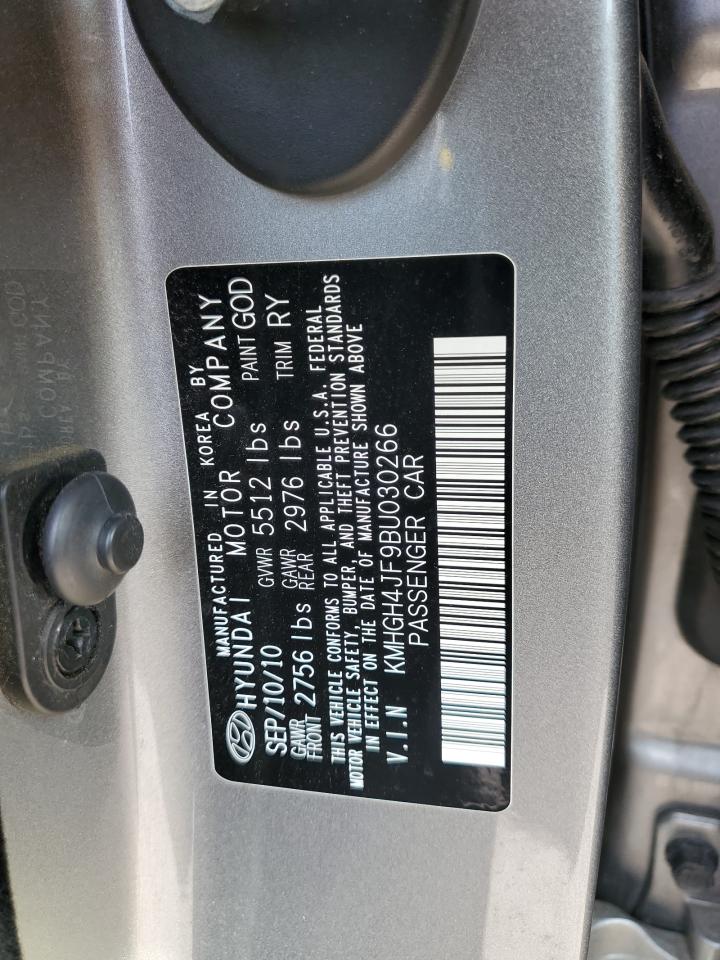 MANUFACTURED IN KOREA BY
HYUNDAI MOTOR COMPANY
SEP/10/10 GVWR 5512 lbs PAINT GOD
GAWR FRONT 2756 lbs GAWR REAR 2976 lbs TRIM RY
THIS VEHICLE CONFORMS TO ALL APPLICABLE U.S.A. FEDERAL
MOTOR VEHICLE SAFETY, BUMPER, AND THEFT PREVENTION STANDARDS
IN EFFECT ON THE DATE OF MANUFACTURE SHOWN ABOVE
V.I.N KMHGH4JF9BU030266
PASSENGER CAR